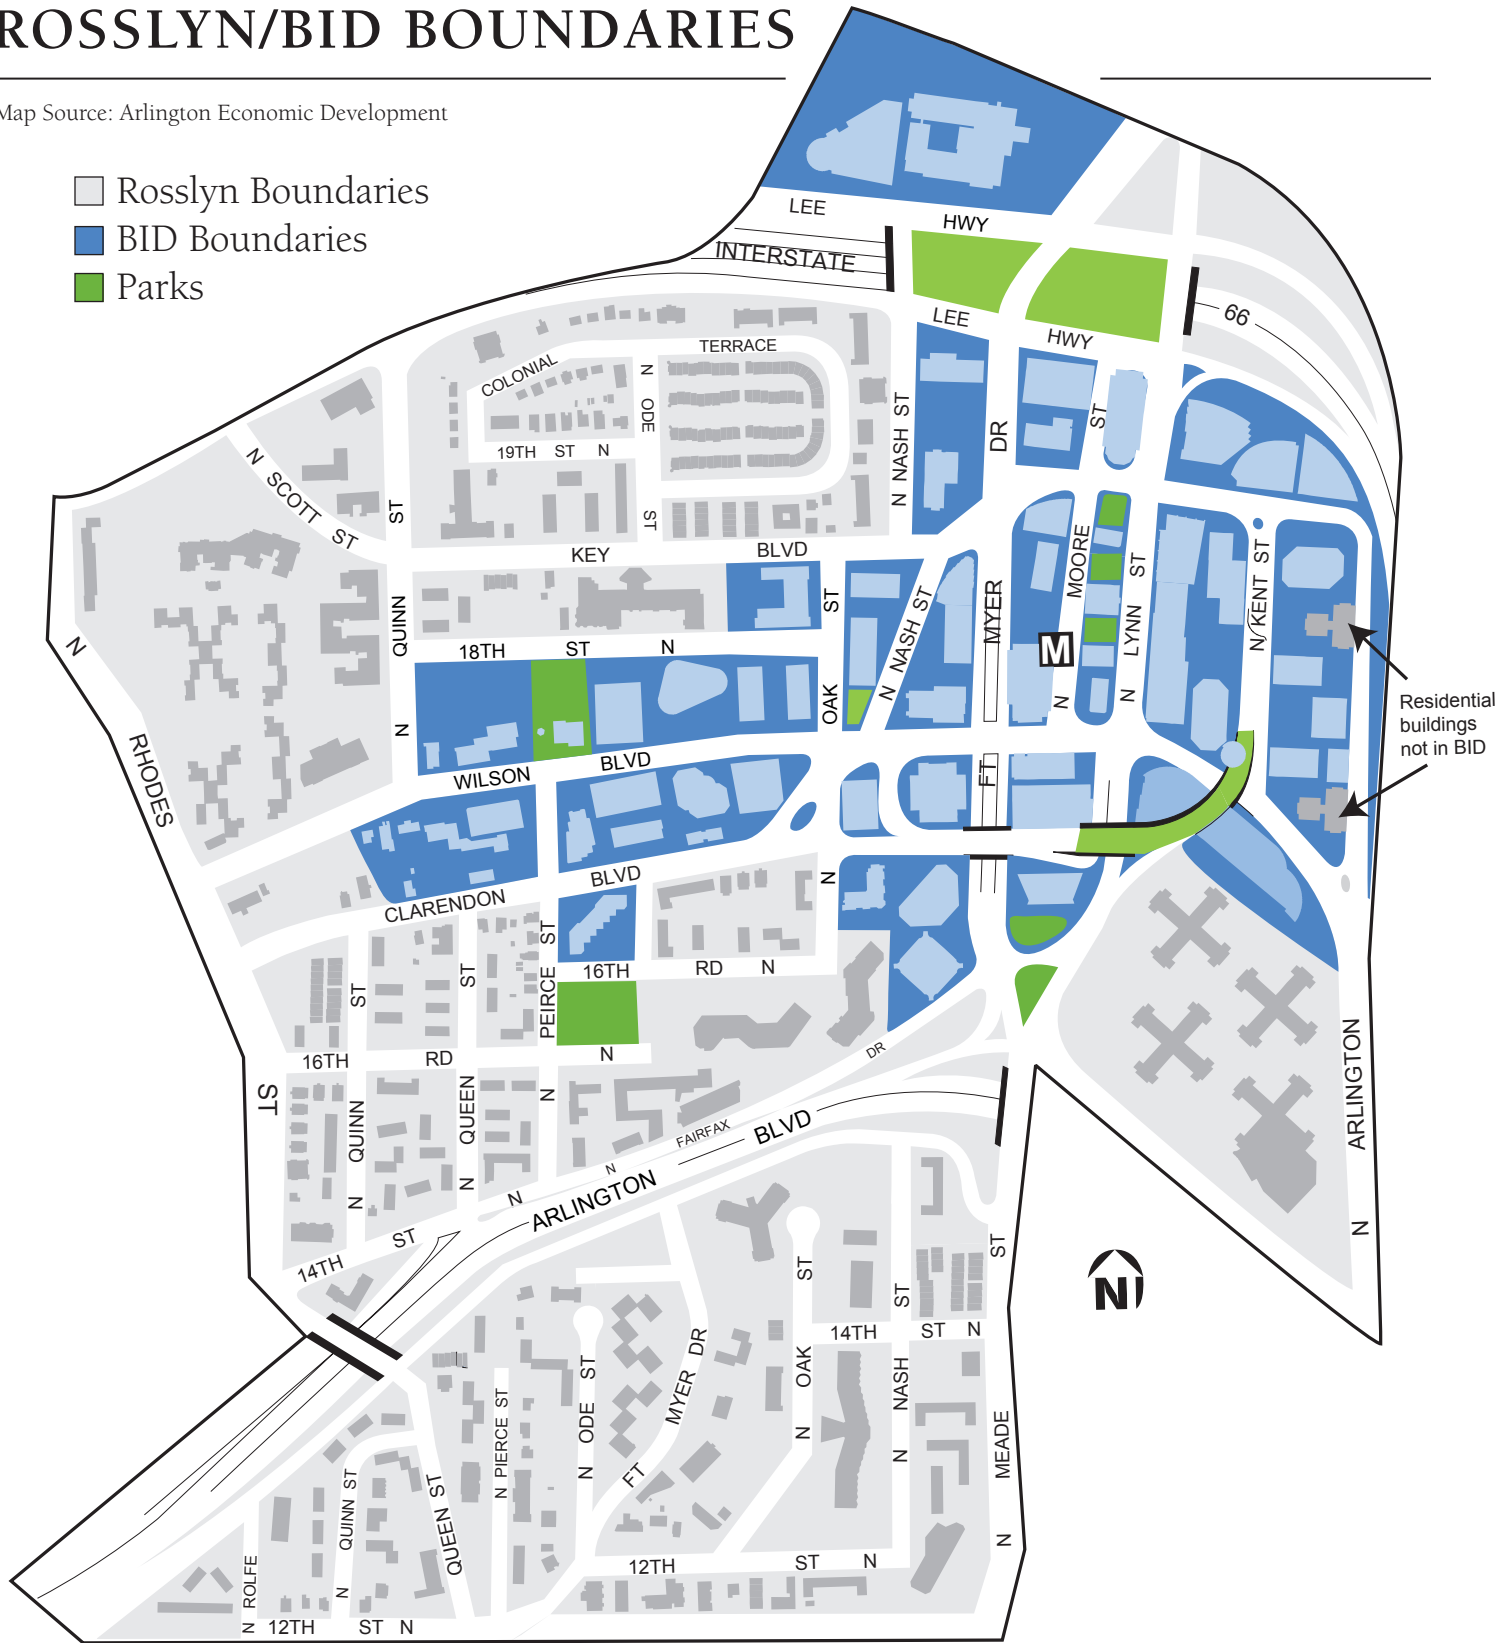 ROSSLYN/BID BOUNDARIES
Map Source: Arlington Economic Development
Rosslyn Boundaries
BID Boundaries
Parks
LEE
HWY
INTERSTATE
66
LEE
HWY
TERRACE
COLONIAL
N ODE
ST
19TH ST N
N NASH ST
DR
ST
N SCOTT ST
ST
KEY BLVD
QUINN
N
MOORE
N
LYNN ST
N
N KENT ST
MYER
FT
N NASH ST
ST
OAK
N
18TH ST N
M
Residential
buildings
not in BID
N
RHODES
ST
WILSON BLVD
CLARENDON BLVD
ST
PEIRCE
N
16TH RD N
ST
QUINN
N
ST
QUEEN
N
16TH RD N
DR
FAIRFAX
N
ARLINGTON BLVD
N
14TH ST
ARLINGTON
N
N
ST
MEADE
N
ST
OAK
N
ST
NASH
N
14TH ST N
FT MYER DR
N ODE ST
N PIERCE ST
QUEEN ST
N QUINN ST
N ROLFE
12TH ST N
12TH ST N